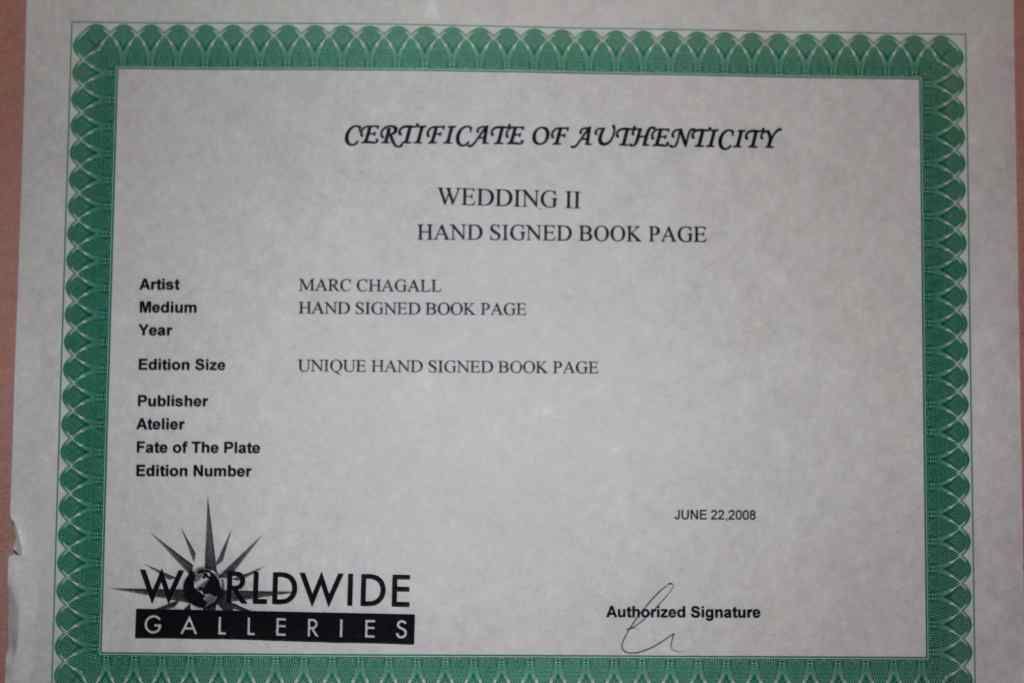 CERTIFICATE OF AUTHENTICITY
WEDDING II
HAND SIGNED BOOK PAGE
Artist MARC CHAGALL
Medium HAND SIGNED BOOK PAGE
Year
Edition Size UNIQUE HAND SIGNED BOOK PAGE
Publisher
Atelier
Fate of The Plate
Edition Number
JUNE 22,2008
WORLDWIDE
GALLERIES
Authorized Signature